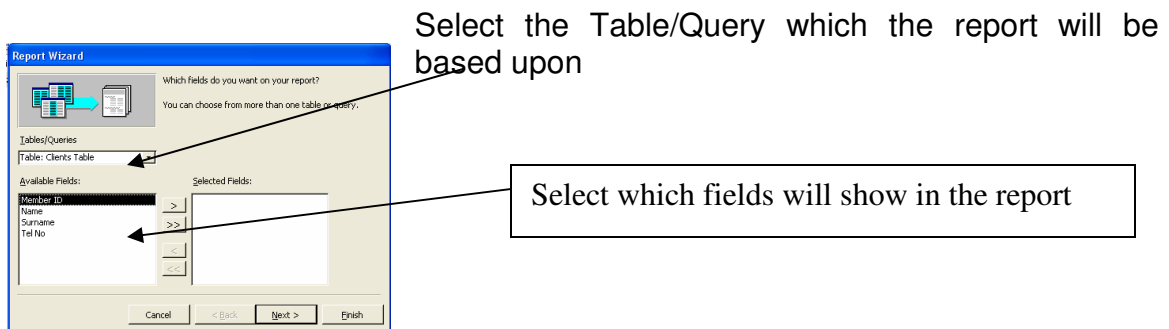 Select the Table/Query which the report will be
based upon
Report Wizard
Which fields do you want on your report?
You can choose from more than one table or query.
Tables/Queries
Table: Clients Table
Available Fields:
Selected Fields:
Member ID
Name
Surname
Tel No
>
>>
<
<<
Select which fields will show in the report
Cancel
< Back
Next >
Finish